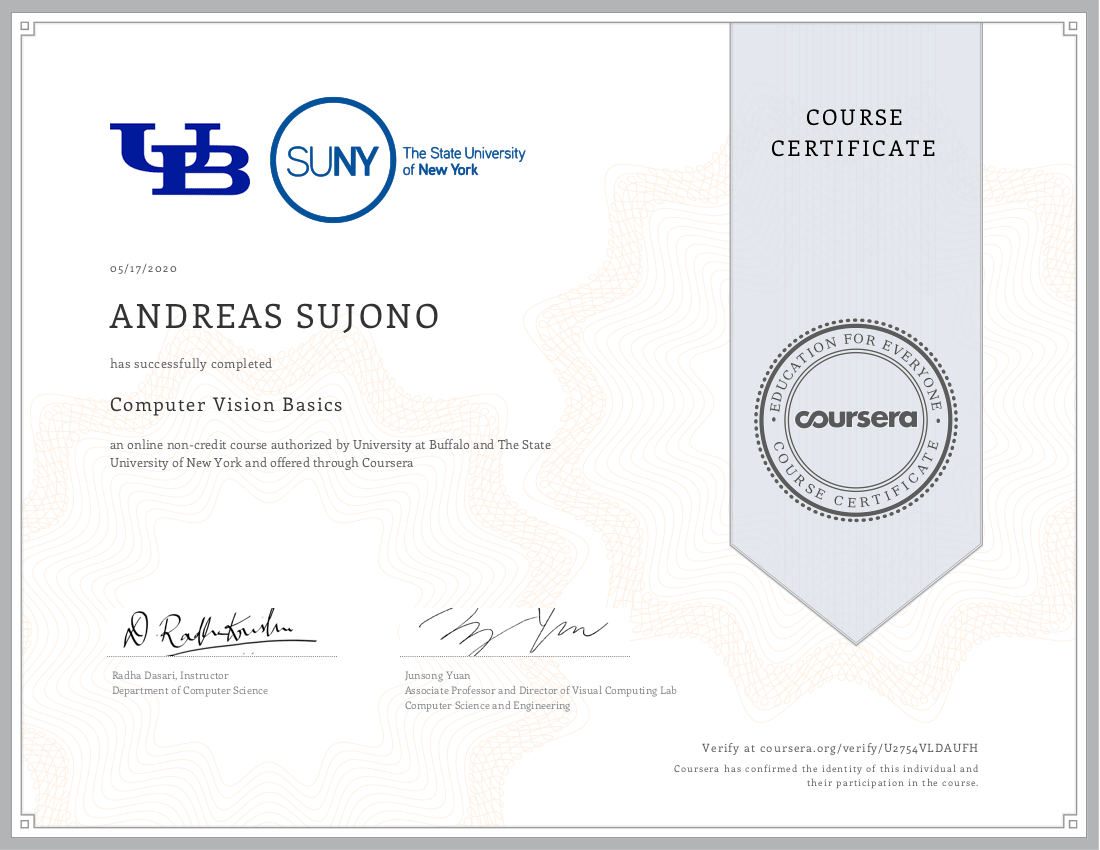 UB
SUNY
The State University
of New York
COURSE
CERTIFICATE
05/17/2020
ANDREAS SUJONO
has successfully completed
Computer Vision Basics
an online non-credit course authorized by University at Buffalo and The State
University of New York and offered through Coursera
EDUCATION FOR EVERYONE
coursera
COURSE CERTIFICATE
Radha Dasari, Instructor
Department of Computer Science
Junsong Yuan
Associate Professor and Director of Visual Computing Lab
Computer Science and Engineering
Verify at coursera.org/verify/U2754VLDAUFH
Coursera has confirmed the identity of this individual and
their participation in the course.